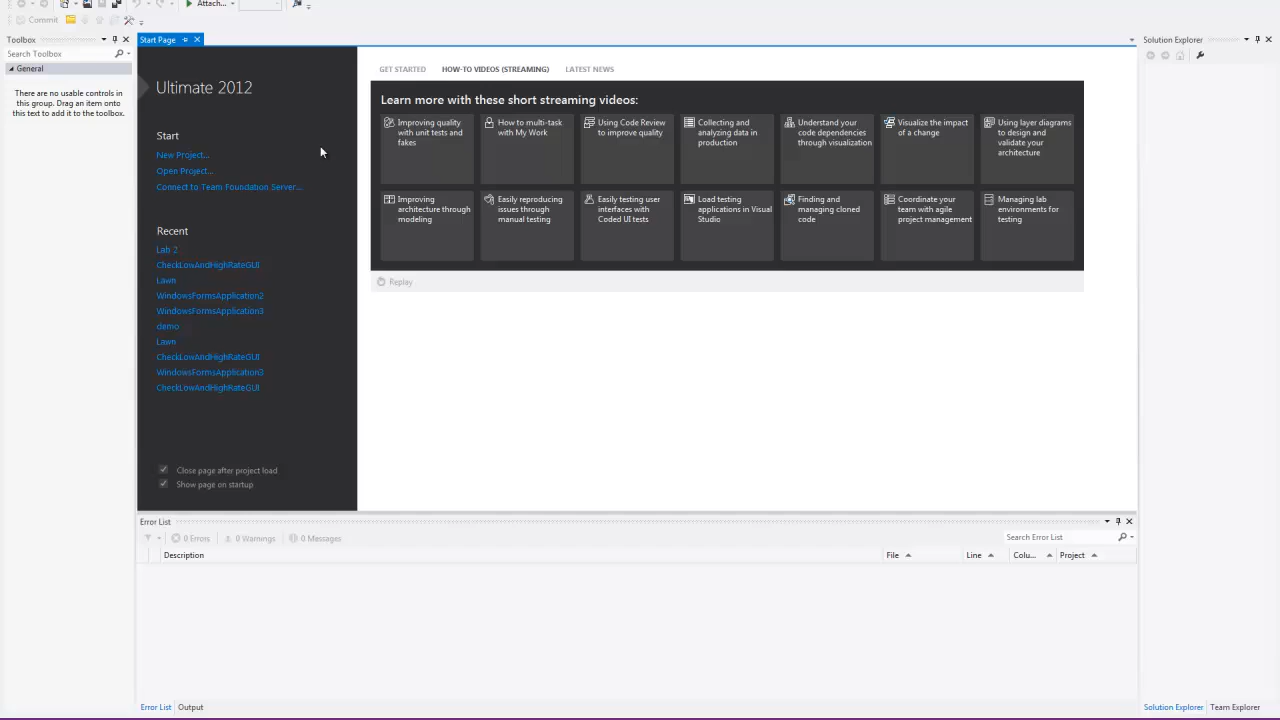 Attach...
Commit
Toolbox
Start Page
Solution Explorer
Search Toolbox
General
There are no usable controls in
this group. Drag an item onto
this text to add it to the toolbox.
Ultimate 2012
Start
New Project...
Open Project...
Connect to Team Foundation Server...
Recent
Lab 2
CheckLowAndHighRateGUI
Lawn
WindowsFormsApplication2
WindowsFormsApplication3
demo
Lawn
CheckLowAndHighRateGUI
WindowsFormsApplication3
CheckLowAndHighRateGUI
Close page after project load
Show page on startup
GET STARTED
HOW-TO VIDEOS (STREAMING)
LATEST NEWS
Learn more with these short streaming videos:
Improving quality
with unit tests and
fakes
How to multi-task
with My Work
Using Code Review
to improve quality
Collecting and
analyzing data in
production
Understand your
code dependencies
through visualization
Visualize the impact
of a change
Using layer diagrams
to design and
validate your
architecture
Improving
architecture through
modeling
Easily reproducing
issues through
manual testing
Easily testing user
interfaces with
Coded UI tests
Load testing
applications in Visual
Studio
Finding and
managing cloned
code
Coordinate your
team with agile
project management
Managing lab
environments for
testing
Replay
Error List
0 Errors
0 Warnings
0 Messages
Search Error List
Description
File
Line
Colu...
Project
Error List
Output
Solution Explorer
Team Explorer